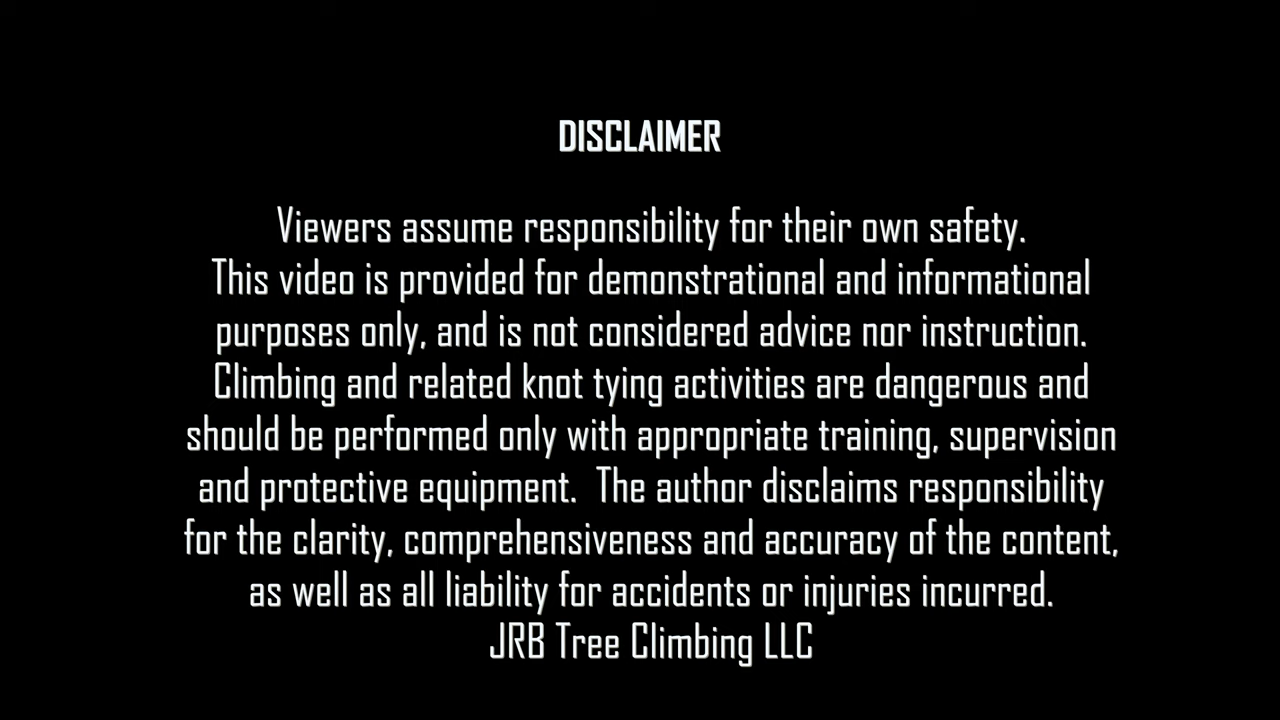 DISCLAIMER
Viewers assume responsibility for their own safety.
This video is provided for demonstrational and informational
purposes only, and is not considered advice nor instruction.
Climbing and related knot tying activities are dangerous and
should be performed only with appropriate training, supervision
and protective equipment.  The author disclaims responsibility
for the clarity, comprehensiveness and accuracy of the content,
as well as all liability for accidents or injuries incurred.
JRB Tree Climbing LLC